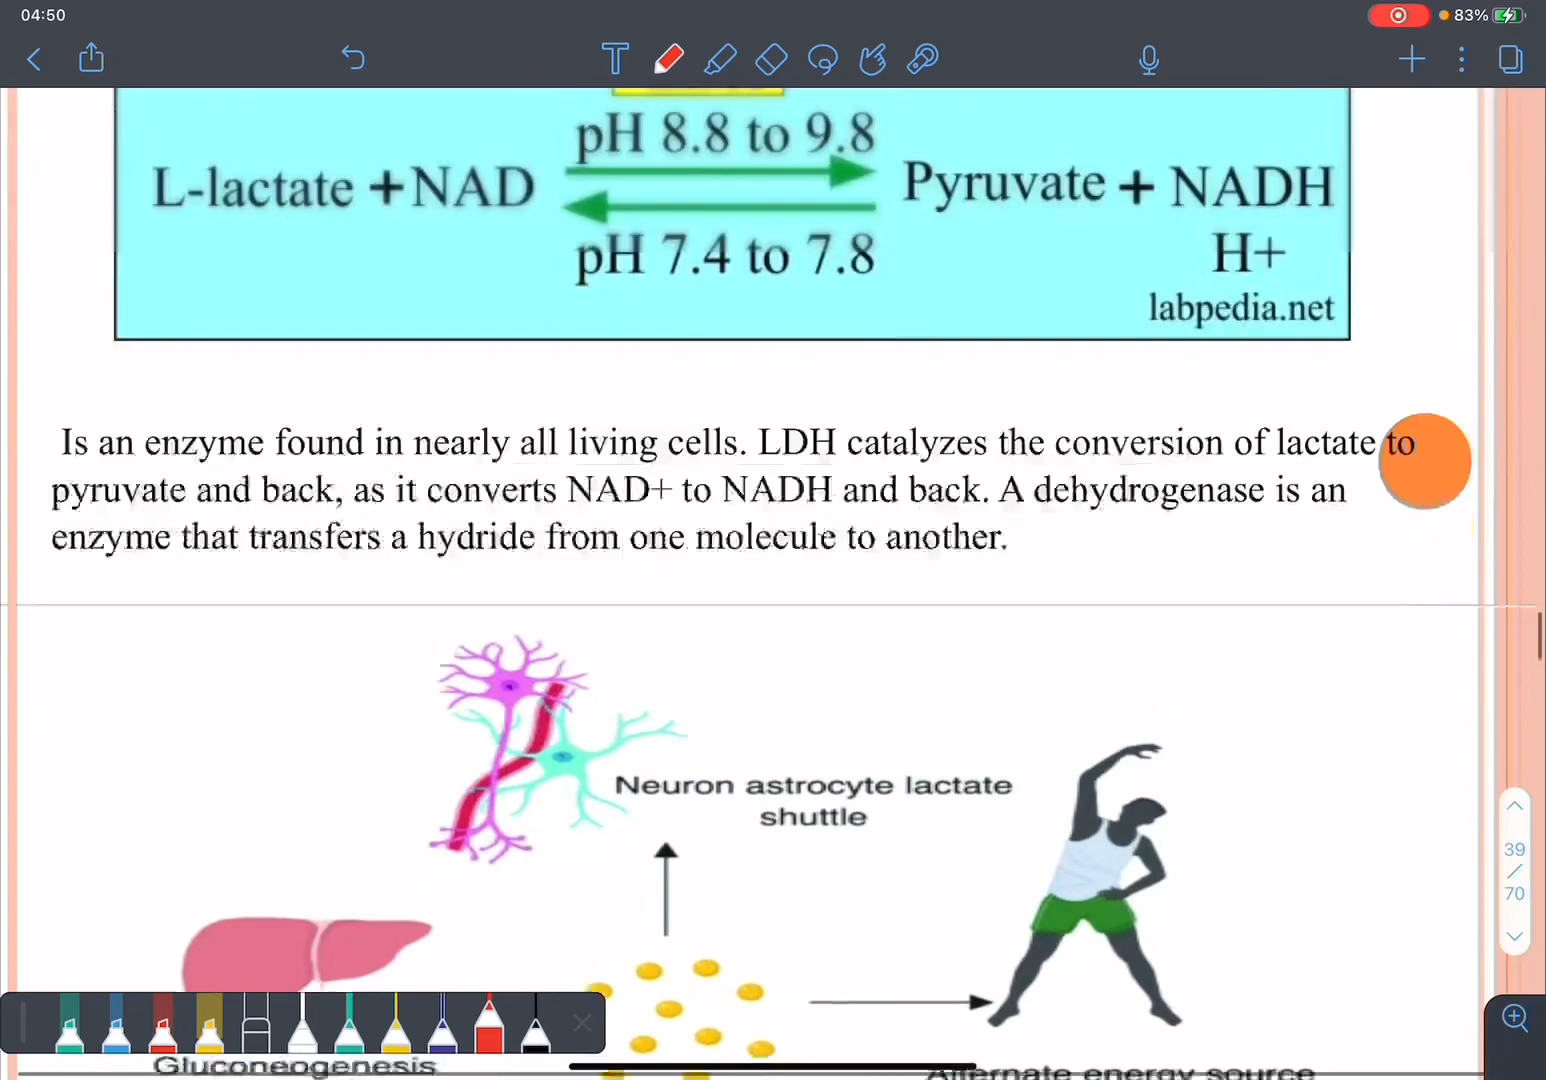 04:50
83%
pH 8.8 to 9.8
L-lactate + NAD
Pyruvate + NADH
pH 7.4 to 7.8
H+
labpedia.net
Is an enzyme found in nearly all living cells. LDH catalyzes the conversion of lactate to
pyruvate and back, as it converts NAD+ to NADH and back. A dehydrogenase is an
enzyme that transfers a hydride from one molecule to another.
Neuron astrocyte lactate
shuttle
39
/
70
Gluconeogenesis
Alternate energy source